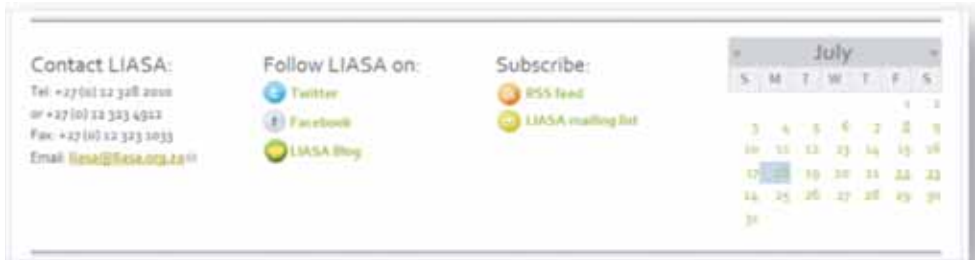 Contact LIASA:
Tel: +27 (0) 12 328 2010
or +27 (0) 12 323 4912
Fax: +27 (0) 12 323 1033
Email: liasa@liasa.org.za
Follow LIASA on:
Twitter
Facebook
LIASA Blog
Subscribe:
RSS feed
LIASA mailing list
« July »
S M T W T F S
1 2
3 4 5 6 7 8 9
10 11 12 13 14 15 16
17 18 19 20 21 22 23
24 25 26 27 28 29 30
31